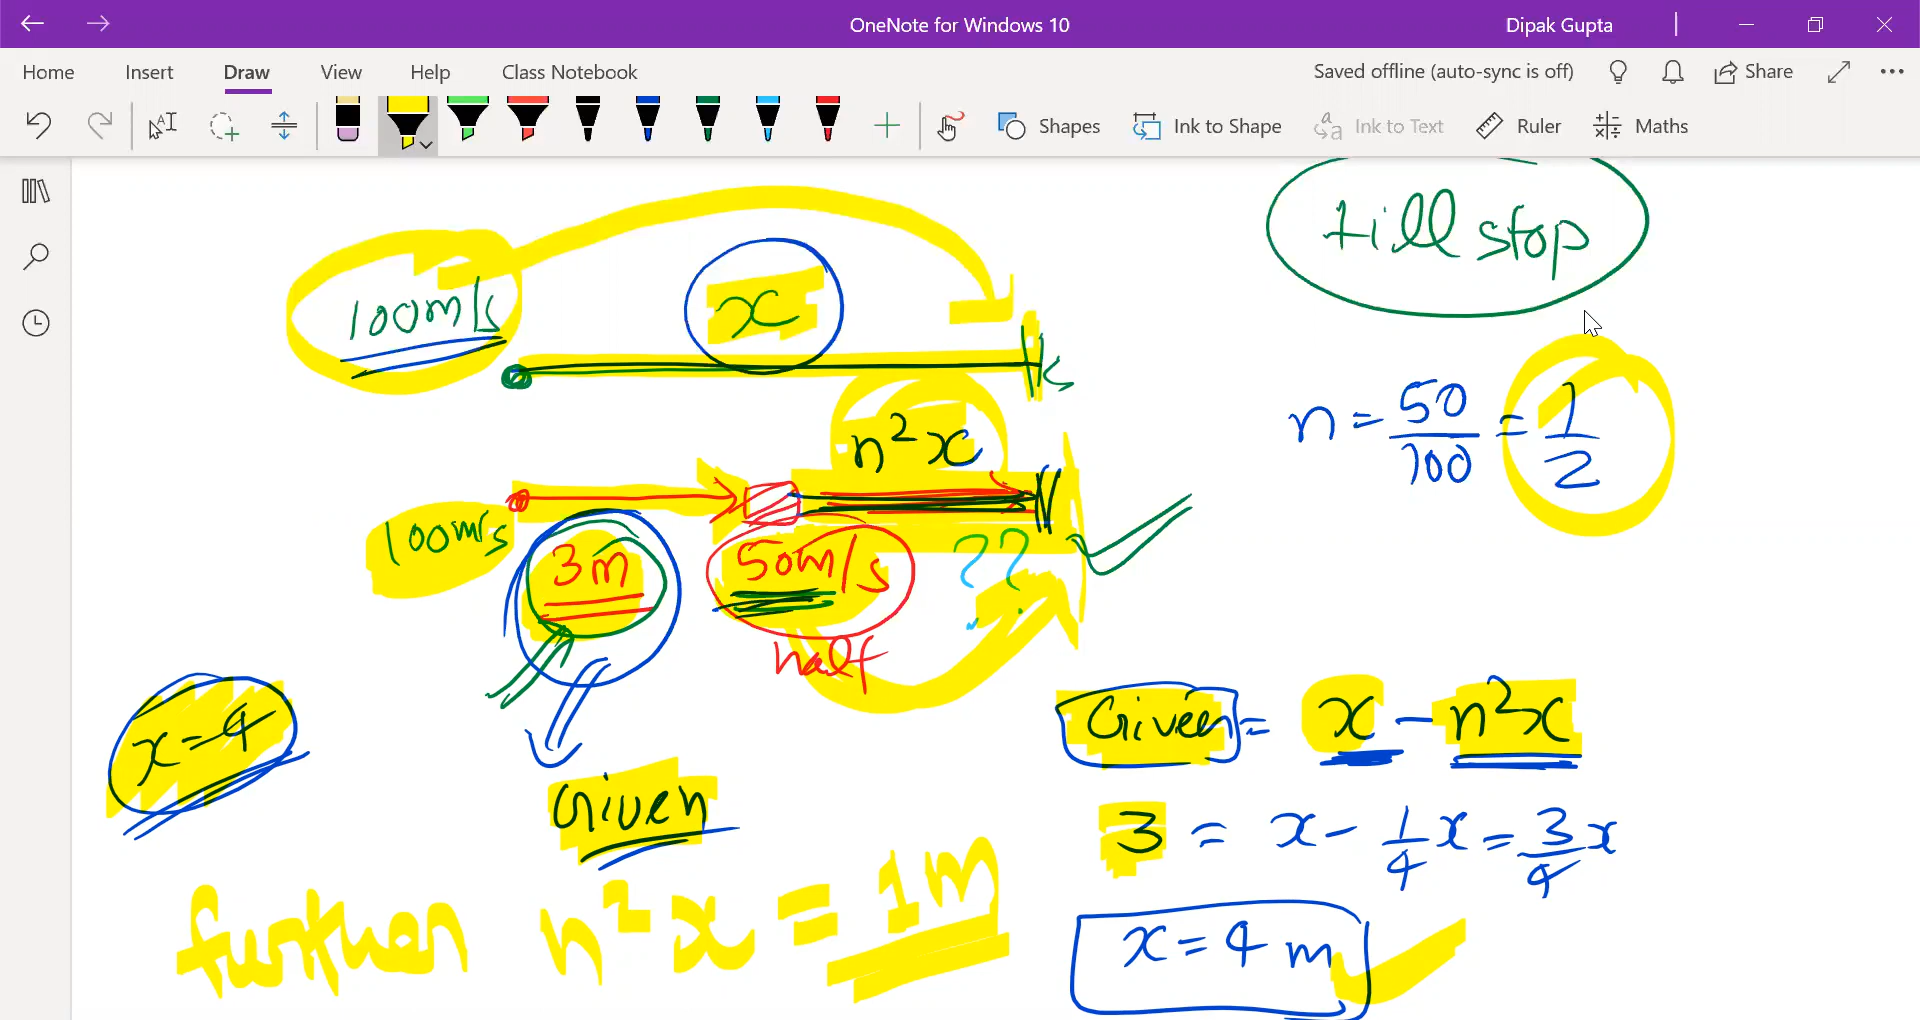 OneNote for Windows 10
Dipak Gupta
Home Insert Draw View Help Class Notebook
Saved offline (auto-sync is off) Share
Shapes Ink to Shape Ink to Text Ruler Maths
till stop
100m/s
x
n = 50/100 = 1/2
n²x
100m/s
3m
50m/s
??
half
x=4
Given
Given = x - n²x
3 = x - 1/4 x = 3/4 x
further n²x = 1m
x = 4 m